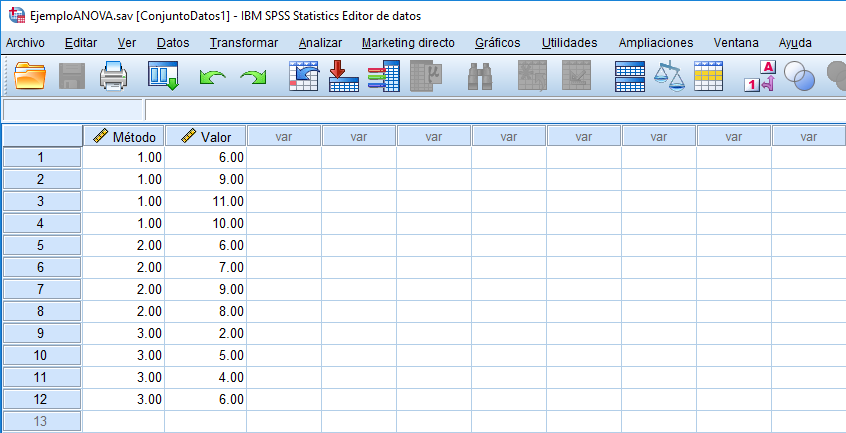 EjemploANOVA.sav [ConjuntoDatos1] - IBM SPSS Statistics Editor de datos
Archivo Editar Ver Datos Transformar Analizar Marketing directo Gráficos Utilidades Ampliaciones Ventana Ayuda
1 A
Método Valor var var var var var var var var
1 1.00 6.00
2 1.00 9.00
3 1.00 11.00
4 1.00 10.00
5 2.00 6.00
6 2.00 7.00
7 2.00 9.00
8 2.00 8.00
9 3.00 2.00
10 3.00 5.00
11 3.00 4.00
12 3.00 6.00
13